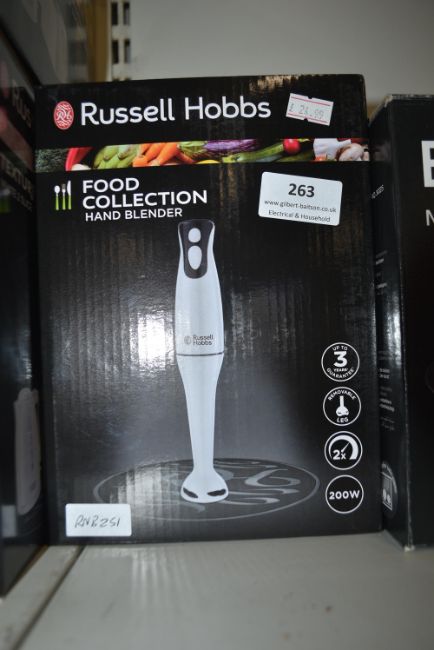 RH
Russell Hobbs
£ 24.99
FOOD
COLLECTION
HAND BLENDER
263
www.gilbert-baitson.co.uk
Electrical & Household
Russell
Hobbs
UP TO
3
YEARS
GUARANTEE
REMOVABLE
LEG
2x
200W
RNB251